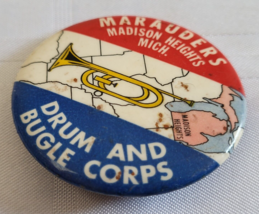 MARAUDERS
MADISON HEIGHTS
MICH.
MADISON
HEIGHTS
DRUM AND
BUGLE CORPS